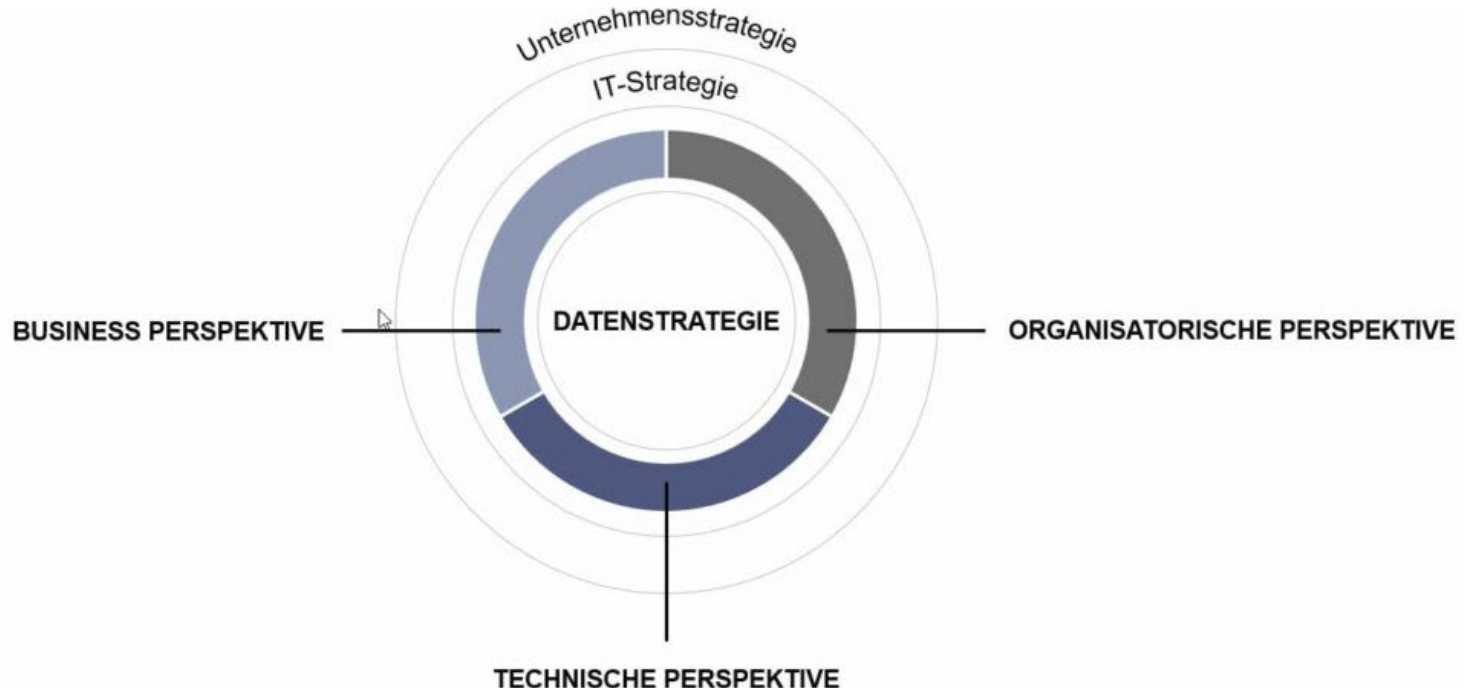 Unternehmensstrategie
IT-Strategie
DATENSTRATEGIE
BUSINESS PERSPEKTIVE
ORGANISATORISCHE PERSPEKTIVE
TECHNISCHE PERSPEKTIVE